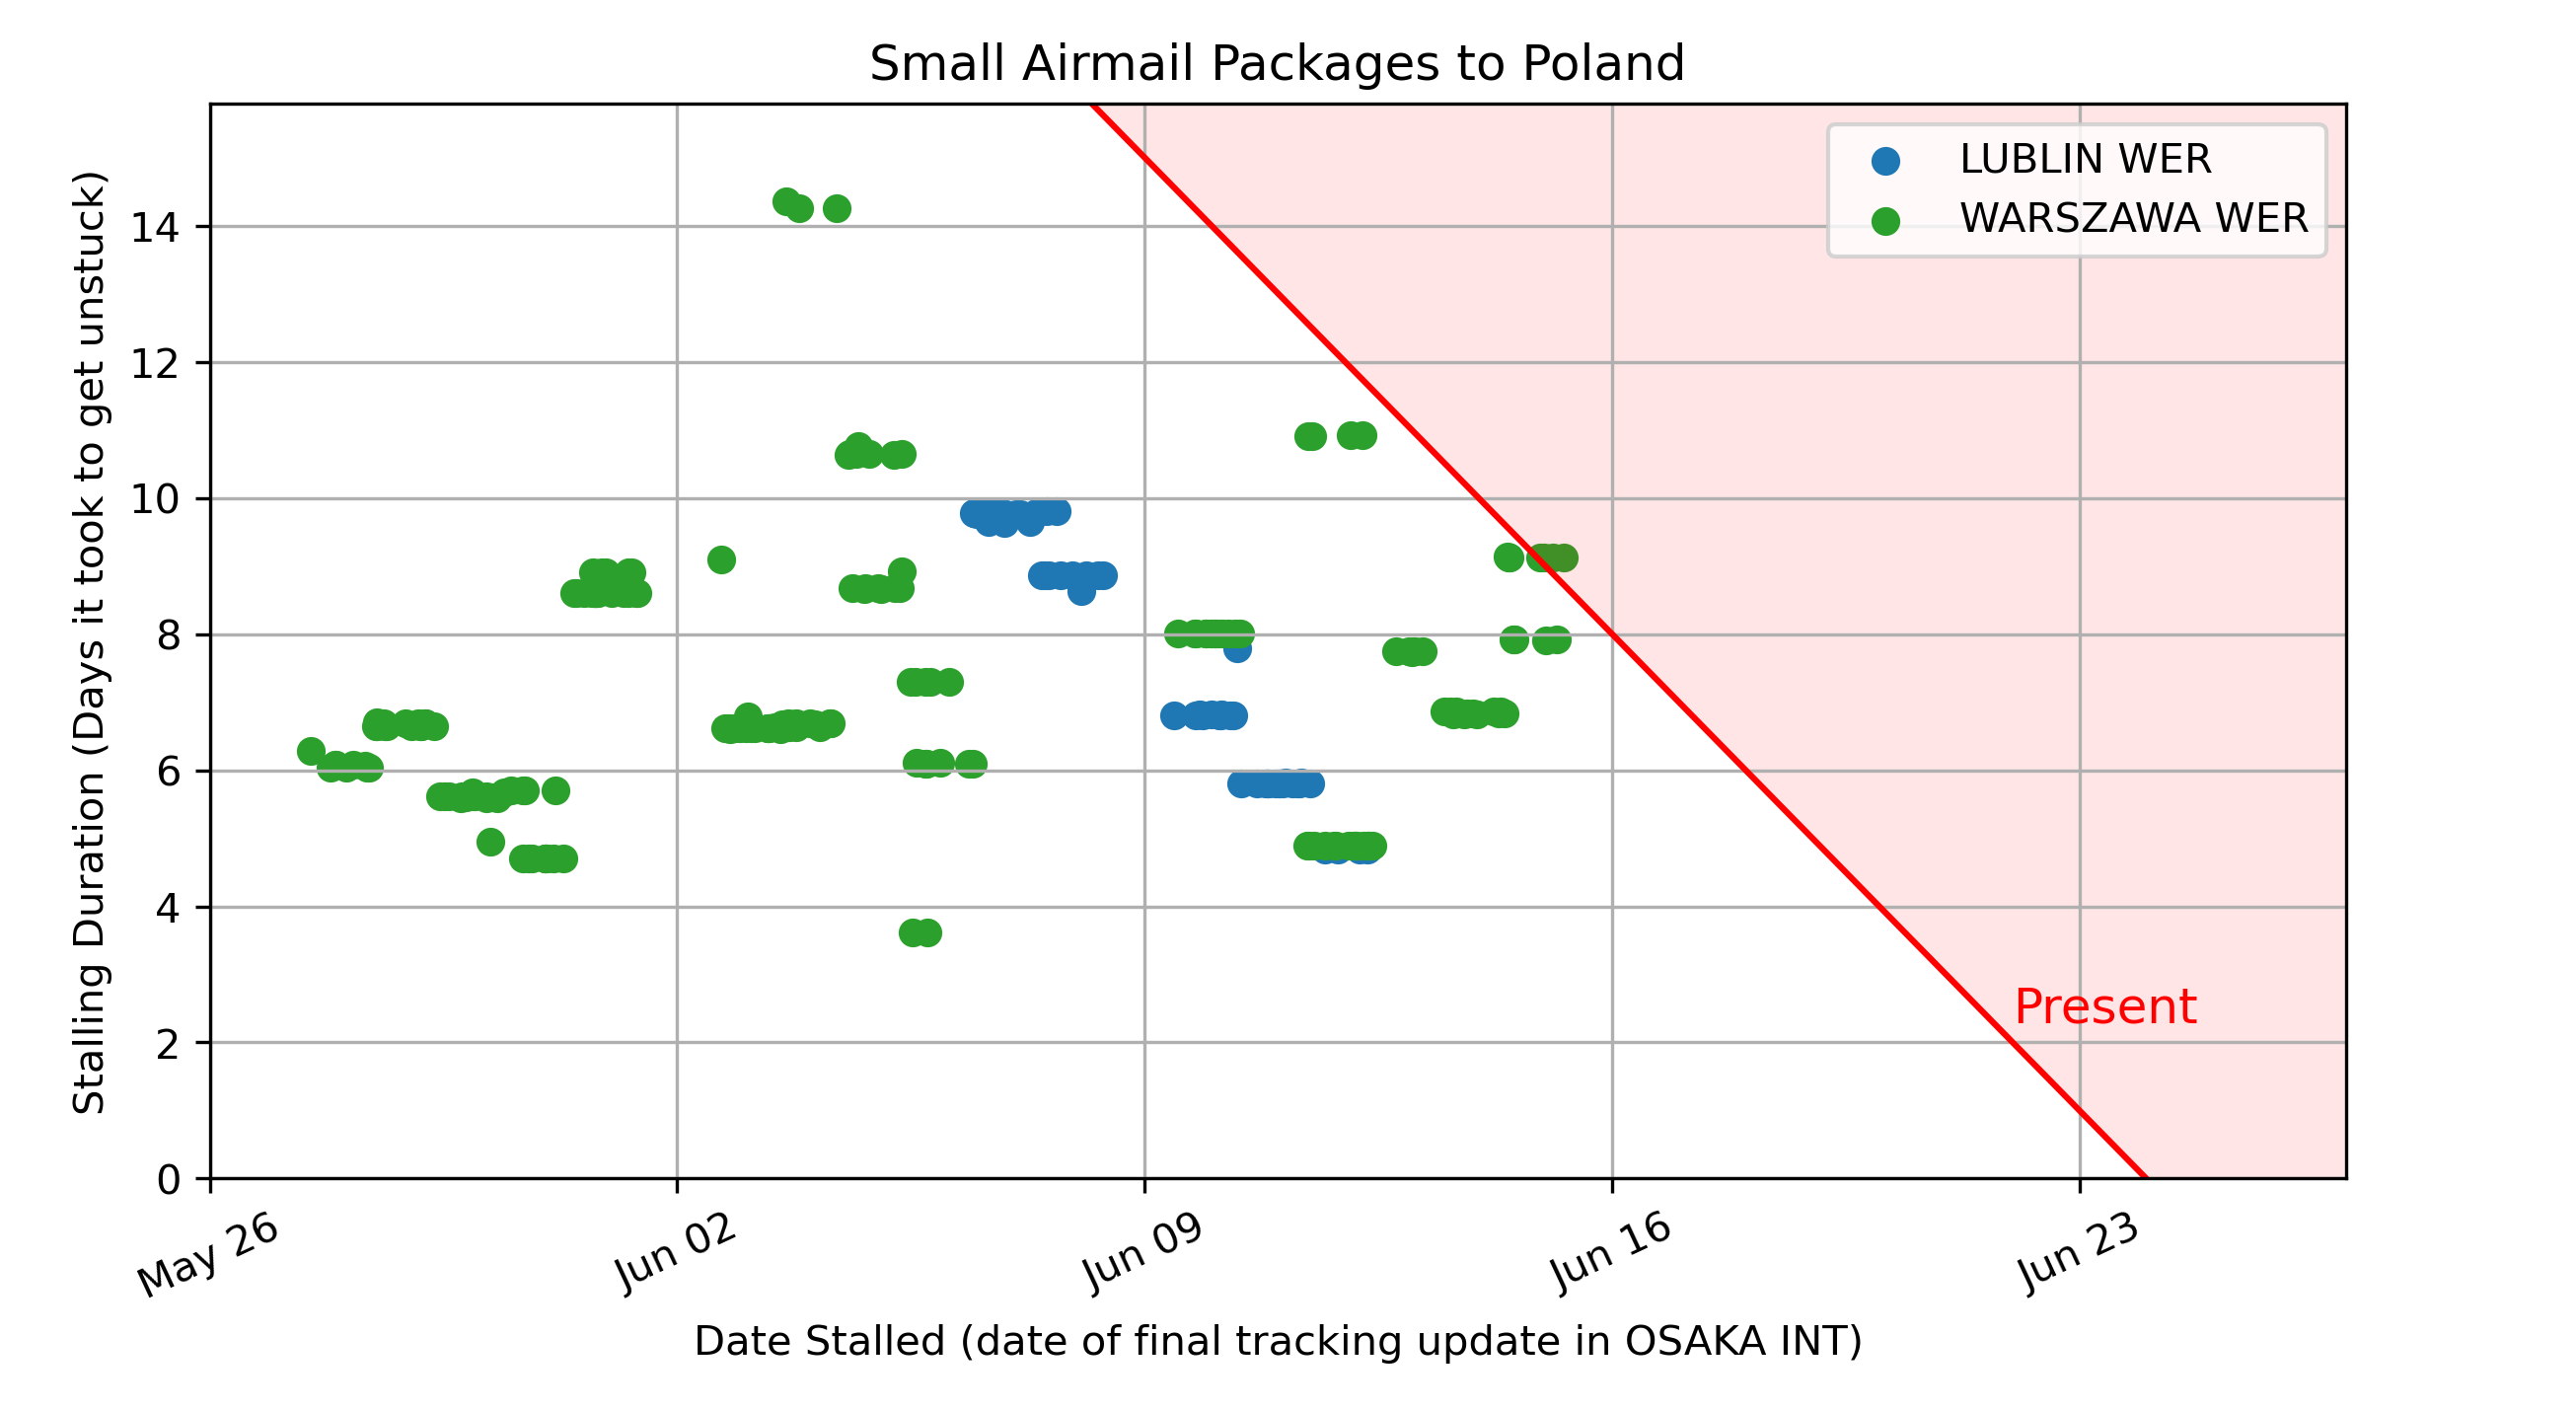 Small Airmail Packages to Poland
LUBLIN WER
WARSZAWA WER
Stalling Duration (Days it took to get unstuck)
14
12
10
8
6
4
2
0
Present
May 26
Jun 02
Jun 09
Jun 16
Jun 23
Date Stalled (date of final tracking update in OSAKA INT)